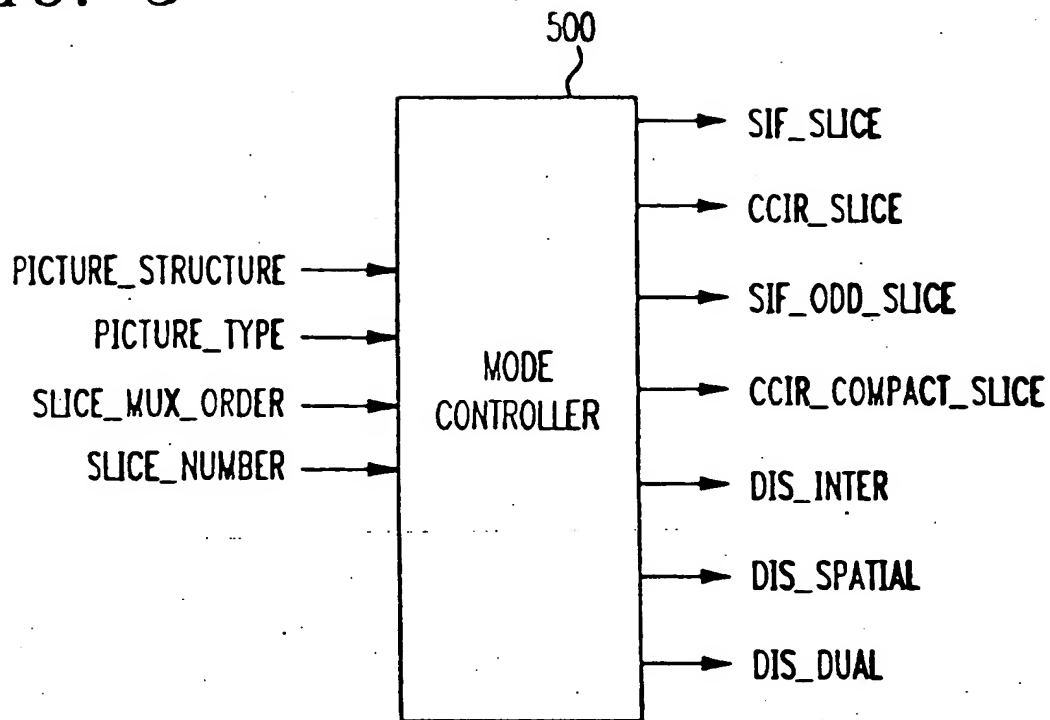 500
SIF_SLICE
CCIR_SLICE
PICTURE_STRUCTURE
SIF_ODD_SLICE
PICTURE_TYPE
MODE
CONTROLLER
CCIR_COMPACT_SLICE
SLICE_MUX_ORDER
SLICE_NUMBER
DIS_INTER
DIS_SPATIAL
DIS_DUAL